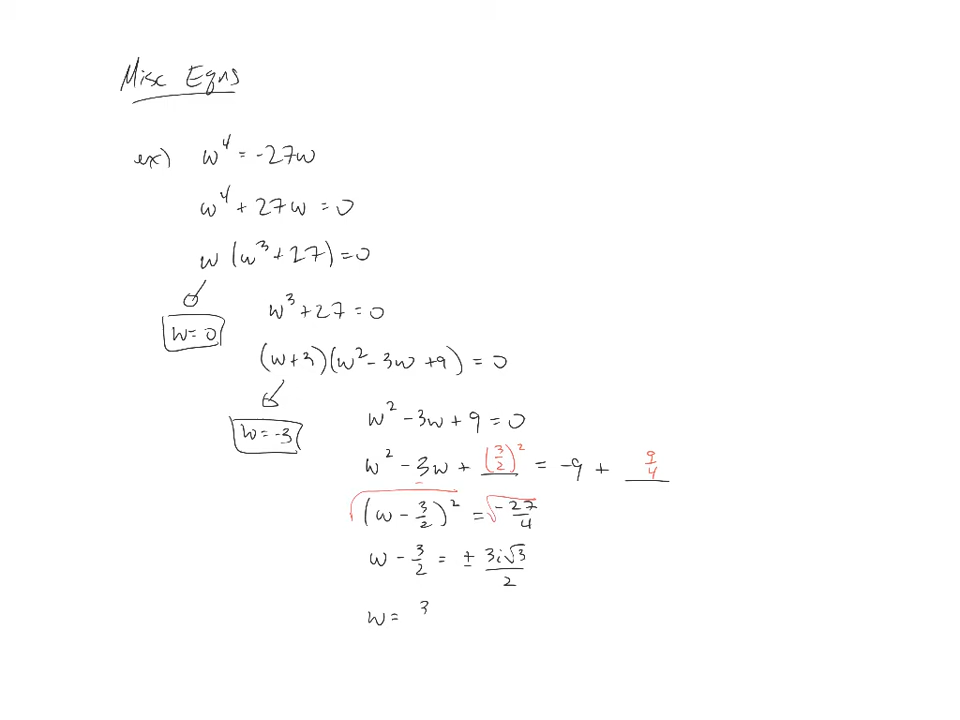 Misc Eqns
ex) w⁴ = -27w
w⁴ + 27w = 0
w (w³ + 27) = 0
w³ + 27 = 0
w = 0
(w+3)(w² - 3w + 9) = 0
w² - 3w + 9 = 0
w = -3
w² - 3w + (3/2)² = -9 + 9/4
√(w - 3/2)² = √-27/4
w - 3/2 = ± 3i√3/2
w = 3